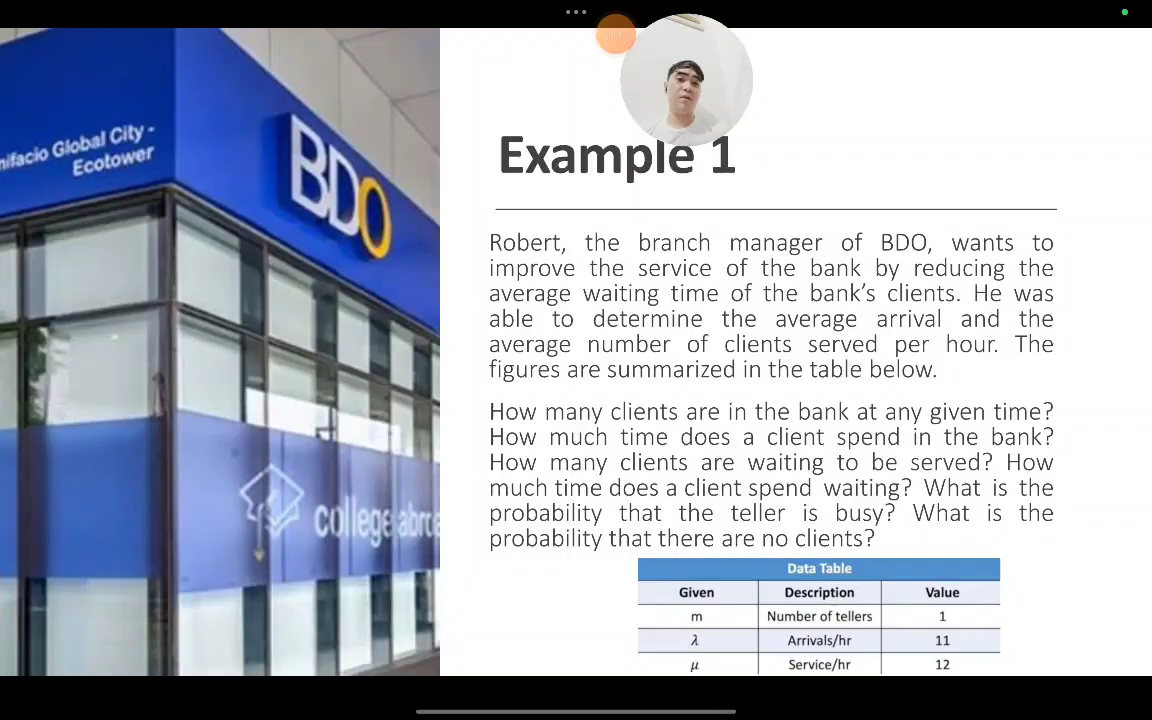 nifacio Global City -
Ecotower
BDO
college abro
Example 1
Robert, the branch manager of BDO, wants to
improve the service of the bank by reducing the
average waiting time of the bank's clients. He was
able to determine the average arrival and the
average number of clients served per hour. The
figures are summarized in the table below.
How many clients are in the bank at any given time?
How much time does a client spend in the bank?
How many clients are waiting to be served? How
much time does a client spend waiting? What is the
probability that the teller is busy? What is the
probability that there are no clients?
Data Table
Given Description Value
m Number of tellers 1
λ Arrivals/hr 11
μ Service/hr 12